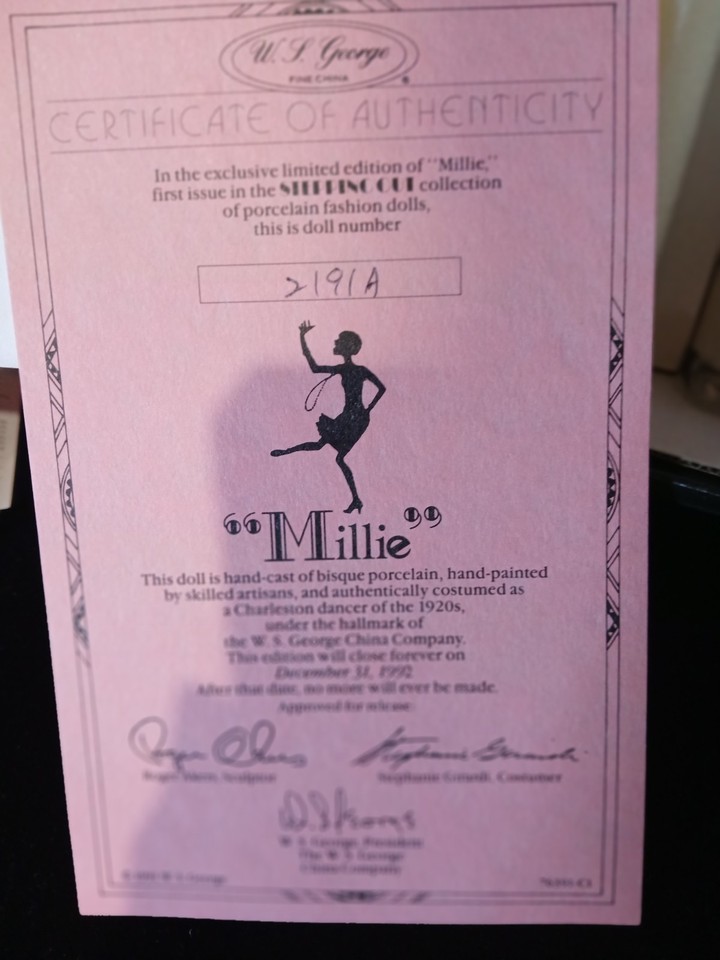 W. S. George
FINE CHINA
CERTIFICATE OF AUTHENTICITY
In the exclusive limited edition of "Millie,"
first issue in the STEPPING OUT collection
of porcelain fashion dolls,
this is doll number
2191A
"Millie"
This doll is hand-cast of bisque porcelain, hand-painted
by skilled artisans, and authentically costumed as
a Charleston dancer of the 1920s,
under the hallmark of
the W. S. George China Company.
This edition will close forever on
December 31, 1992
After that date, no more will ever be made.
Approved for release:
Sculptor
Stephanie Costumer
W. S. George, President
The W. S. George
China Company
W. S. George